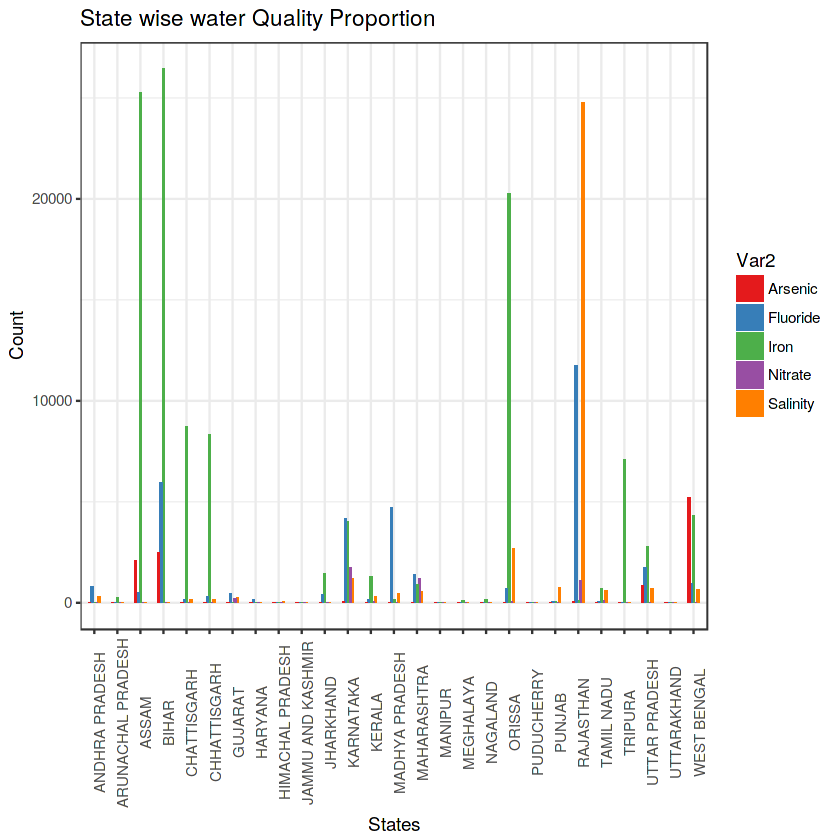 State wise water Quality Proportion
Count
20000
10000
0
Var2
Arsenic
Fluoride
Iron
Nitrate
Salinity
ANDHRA PRADESH
ARUNACHAL PRADESH
ASSAM
BIHAR
CHATTISGARH
CHHATTISGARH
GUJARAT
HARYANA
HIMACHAL PRADESH
JAMMU AND KASHMIR
JHARKHAND
KARNATAKA
KERALA
MADHYA PRADESH
MAHARASHTRA
MANIPUR
MEGHALAYA
NAGALAND
ORISSA
PUDUCHERRY
PUNJAB
RAJASTHAN
TAMIL NADU
TRIPURA
UTTAR PRADESH
UTTARAKHAND
WEST BENGAL
States